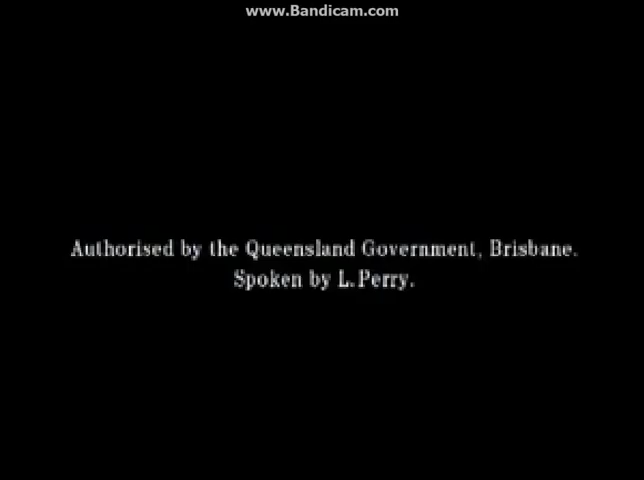 www.Bandicam.com
Authorised by the Queensland Government, Brisbane.
Spoken by L. Perry.